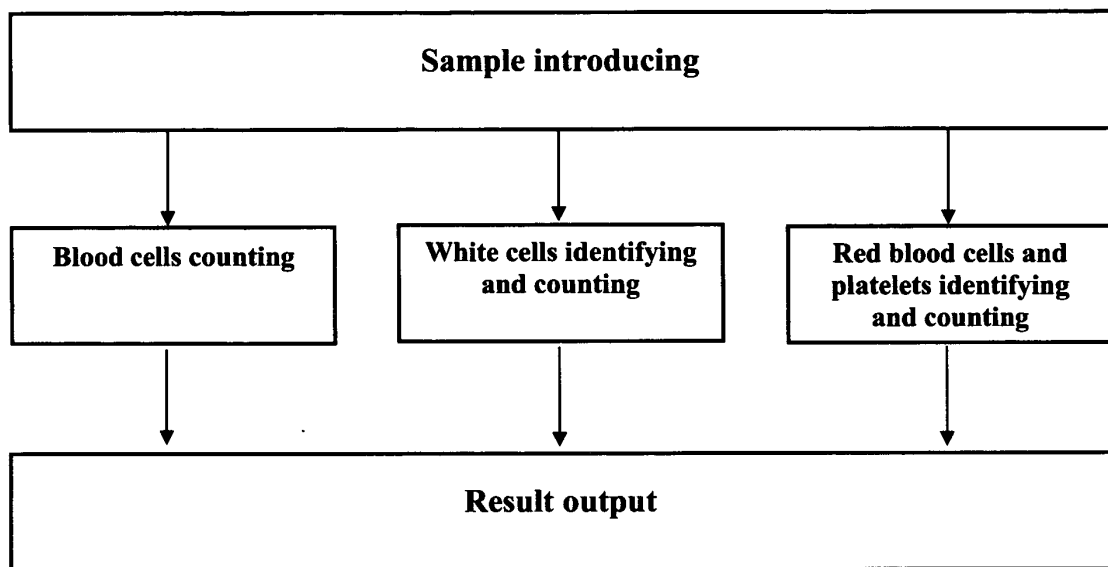 Sample introducing
Blood cells counting
White cells identifying
and counting
Red blood cells and
platelets identifying
and counting
Result output